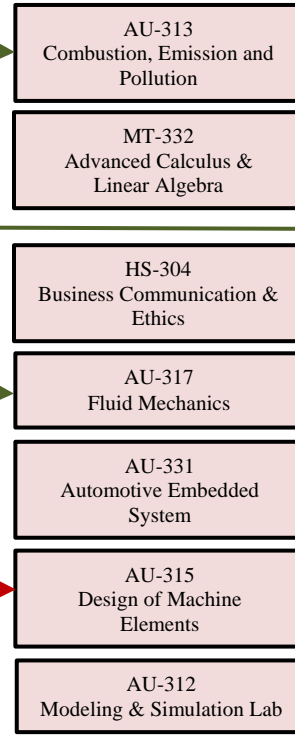 AU-313
Combustion, Emission and
Pollution
MT-332
Advanced Calculus &
Linear Algebra
HS-304
Business Communication &
Ethics
AU-317
Fluid Mechanics
AU-331
Automotive Embedded
System
AU-315
Design of Machine
Elements
AU-312
Modeling & Simulation Lab